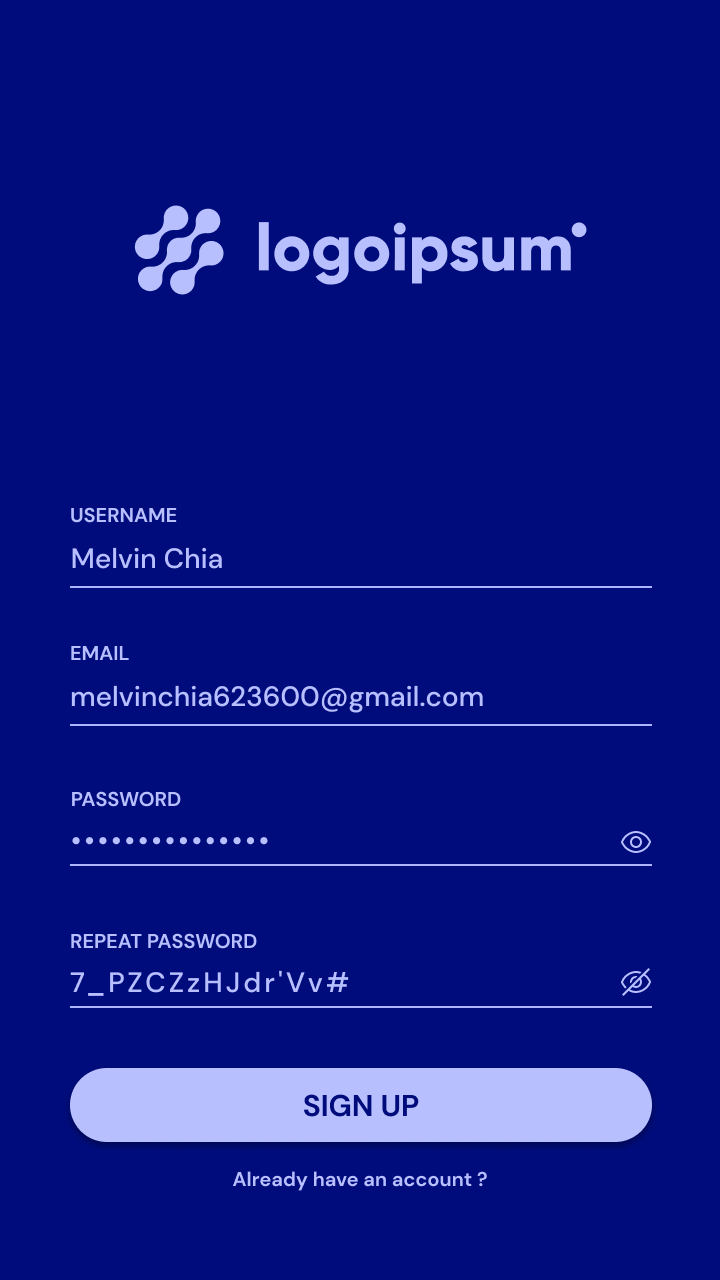 logoipsum
USERNAME
Melvin Chia
EMAIL
melvinchia623600@gmail.com
PASSWORD
•••••••••••••••
REPEAT PASSWORD
7_PZCZzHJdr'Vv#
SIGN UP
Already have an account ?